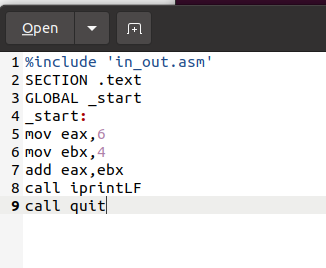 Open
1 %include 'in_out.asm'
2 SECTION .text
3 GLOBAL _start
4 _start:
5 mov eax,6
6 mov ebx,4
7 add eax,ebx
8 call iprintLF
9 call quit